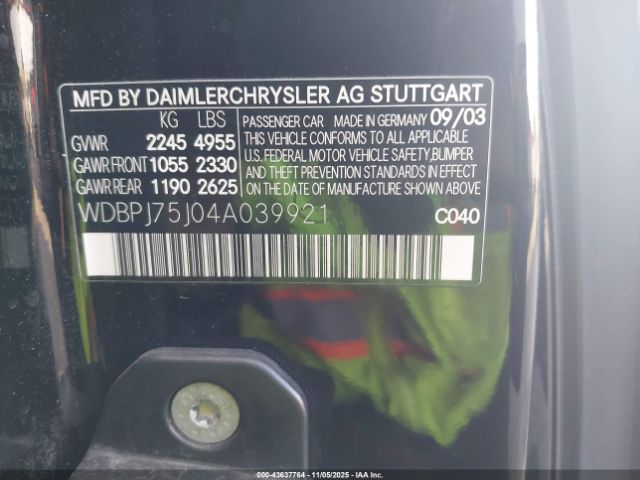 MFD BY DAIMLERCHRYSLER AG STUTTGART
KG LBS
GVWR 2245 4955
GAWR FRONT 1055 2330
GAWR REAR 1190 2625
PASSENGER CAR MADE IN GERMANY 09/03
THIS VEHICLE CONFORMS TO ALL APPLICABLE
U.S. FEDERAL MOTOR VEHICLE SAFETY, BUMPER
AND THEFT PREVENTION STANDARDS IN EFFECT
ON THE DATE OF MANUFACTURE SHOWN ABOVE.
WDBPJ75J04A039921 C040
000-43637764 - 11/05/2025 - IAA, Inc.